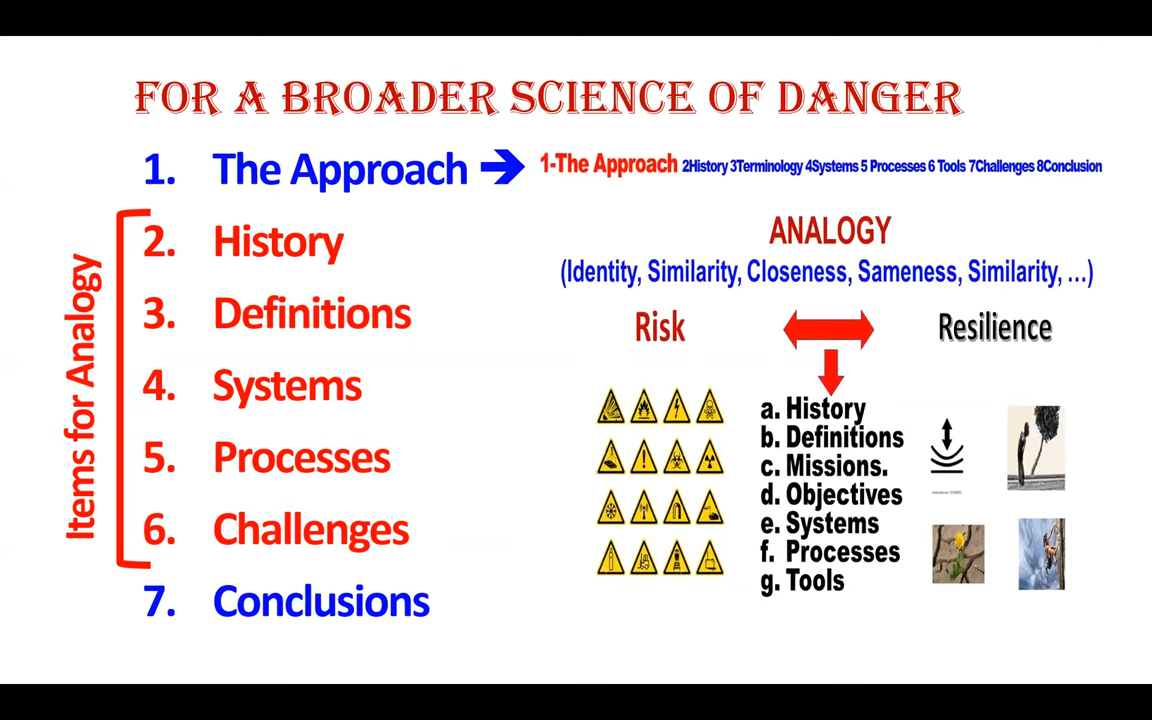 FOR A BROADER SCIENCE OF DANGER
1. The Approach
Items for Analogy
2. History
3. Definitions
4. Systems
5. Processes
6. Challenges
7. Conclusions
1-The Approach 2History 3Terminology 4Systems 5 Processes 6 Tools 7Challenges 8Conclusion
ANALOGY
(Identity, Similarity, Closeness, Sameness, Similarity, ...)
Risk
Resilience
a. History
b. Definitions
c. Missions.
d. Objectives
e. Systems
f. Processes
g. Tools